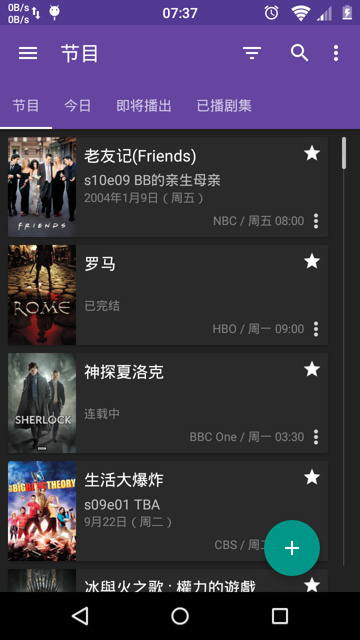 0B/s
0B/s
07:37
节目
节目
今日
即将播出
已播剧集
FRIENDS
老友记(Friends)
s10e09 BB的亲生母亲
2004年1月9日（周五）
NBC / 周五 08:00
ROME
罗马
已完结
HBO / 周一 09:00
SHERLOCK
神探夏洛克
连载中
BBC One / 周一 03:30
THE BIG BANG THEORY
生活大爆炸
s09e01 TBA
9月22日（周二）
CBS / 周二
冰與火之歌：權力的遊戲